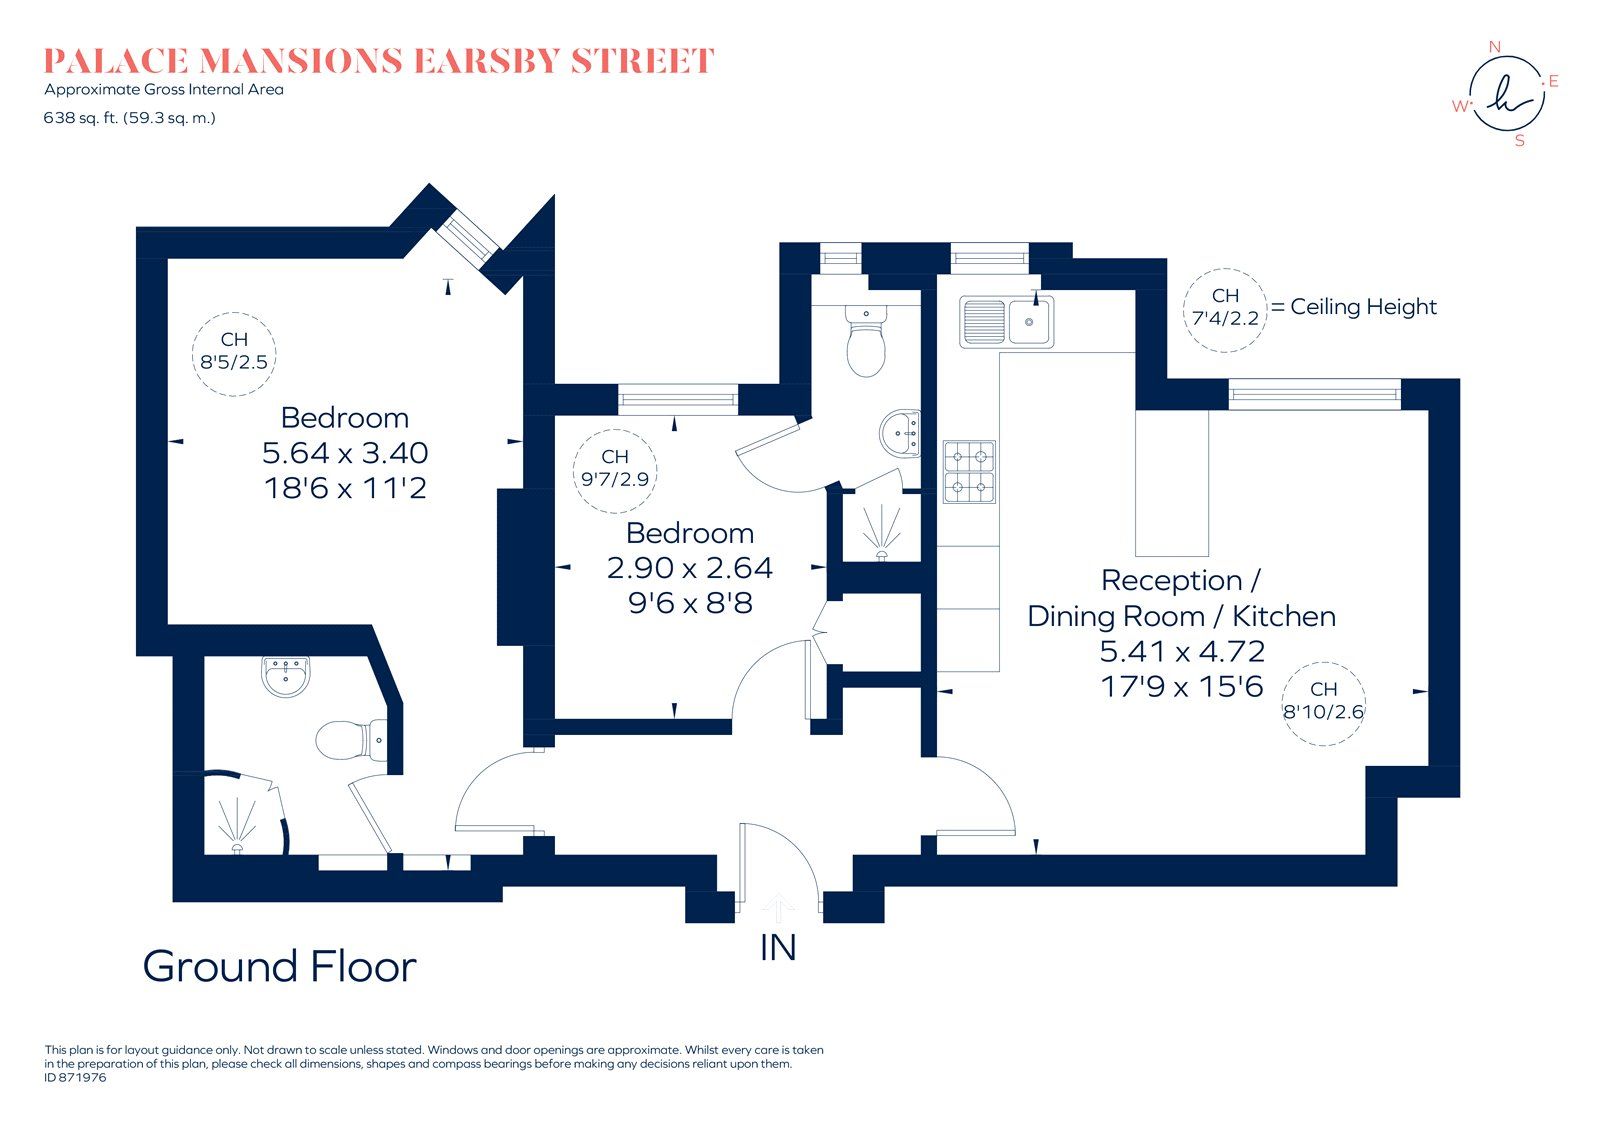 PALACE MANSIONS EARSBY STREET
Approximate Gross Internal Area
638 sq. ft. (59.3 sq. m.)
N
E
W
S
CH
7'4/2.2
= Ceiling Height
CH
8'5/2.5
Bedroom
5.64 x 3.40
18'6 x 11'2
CH
9'7/2.9
Bedroom
2.90 x 2.64
9'6 x 8'8
Reception /
Dining Room / Kitchen
5.41 x 4.72
17'9 x 15'6
CH
8'10/2.6
IN
Ground Floor
This plan is for layout guidance only. Not drawn to scale unless stated. Windows and door openings are approximate. Whilst every care is taken
in the preparation of this plan, please check all dimensions, shapes and compass bearings before making any decisions reliant upon them.
ID 871976